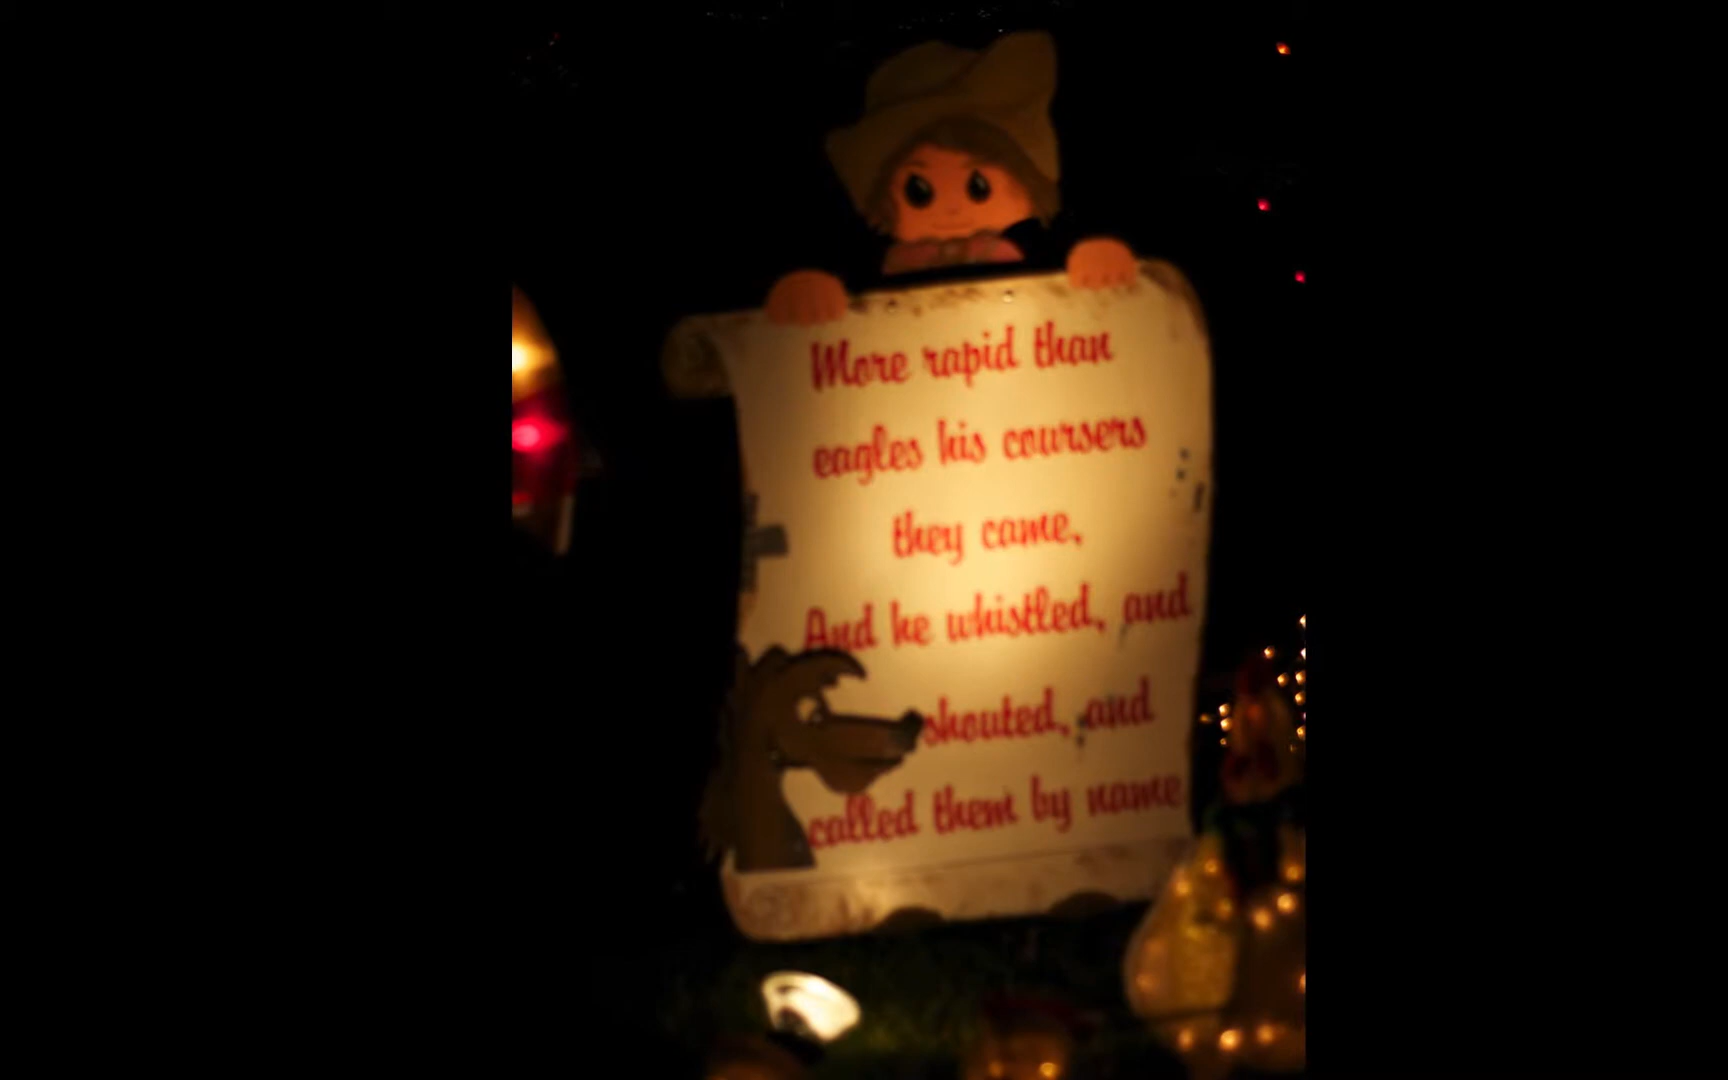 More rapid than
eagles his coursers
they came,
And he whistled, and
shouted, and
called them by name